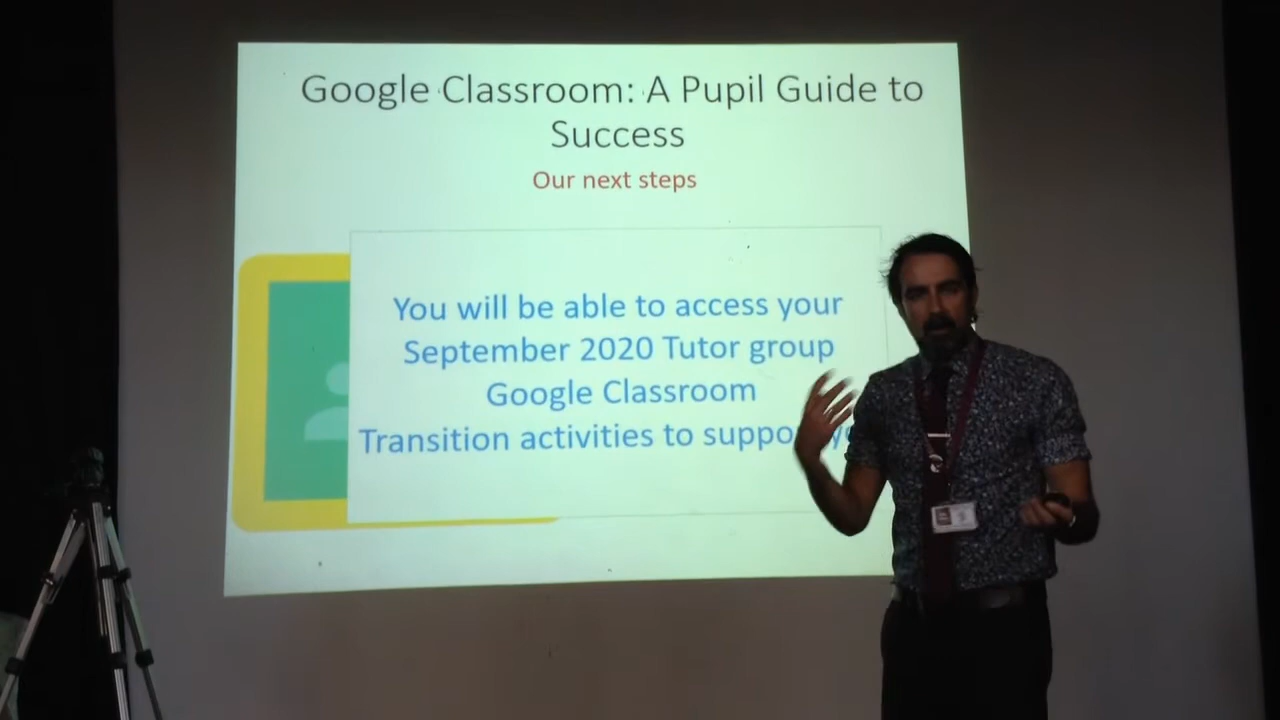 Google Classroom: A Pupil Guide to
Success
Our next steps
You will be able to access your
September 2020 Tutor group
Google Classroom
Transition activities to support